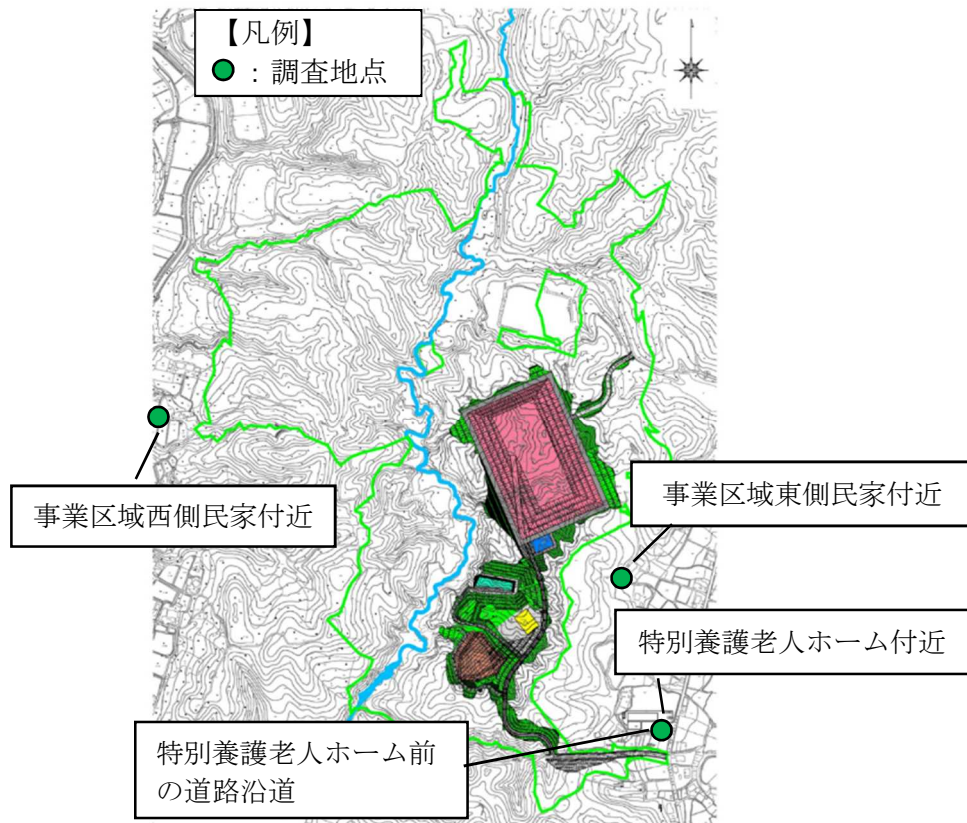 【凡例】
●：調査地点
事業区域西側民家付近
事業区域東側民家付近
特別養護老人ホーム付近
特別養護老人ホーム前
の道路沿道